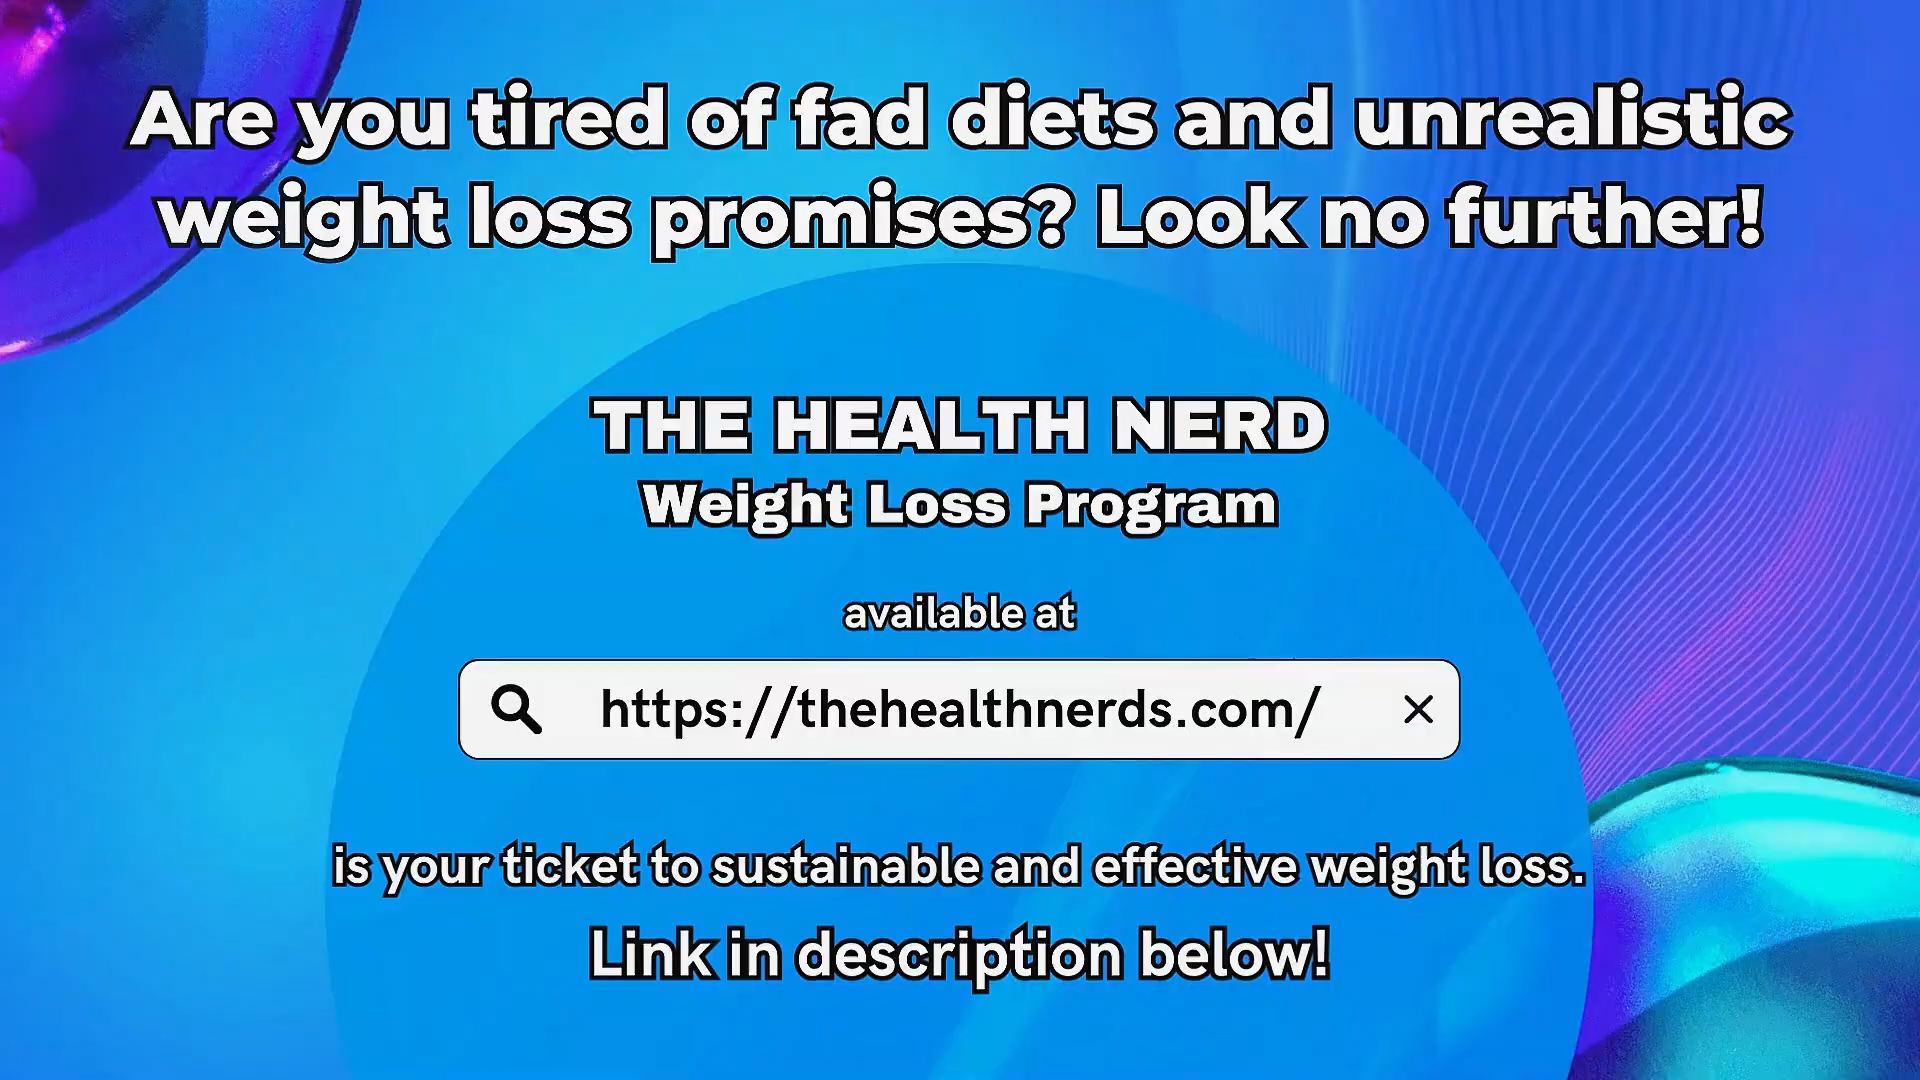 Are you tired of fad diets and unrealistic
weight loss promises? Look no further!
THE HEALTH NERD
Weight Loss Program
available at
https://thehealthnerds.com/
is your ticket to sustainable and effective weight loss.
Link in description below!